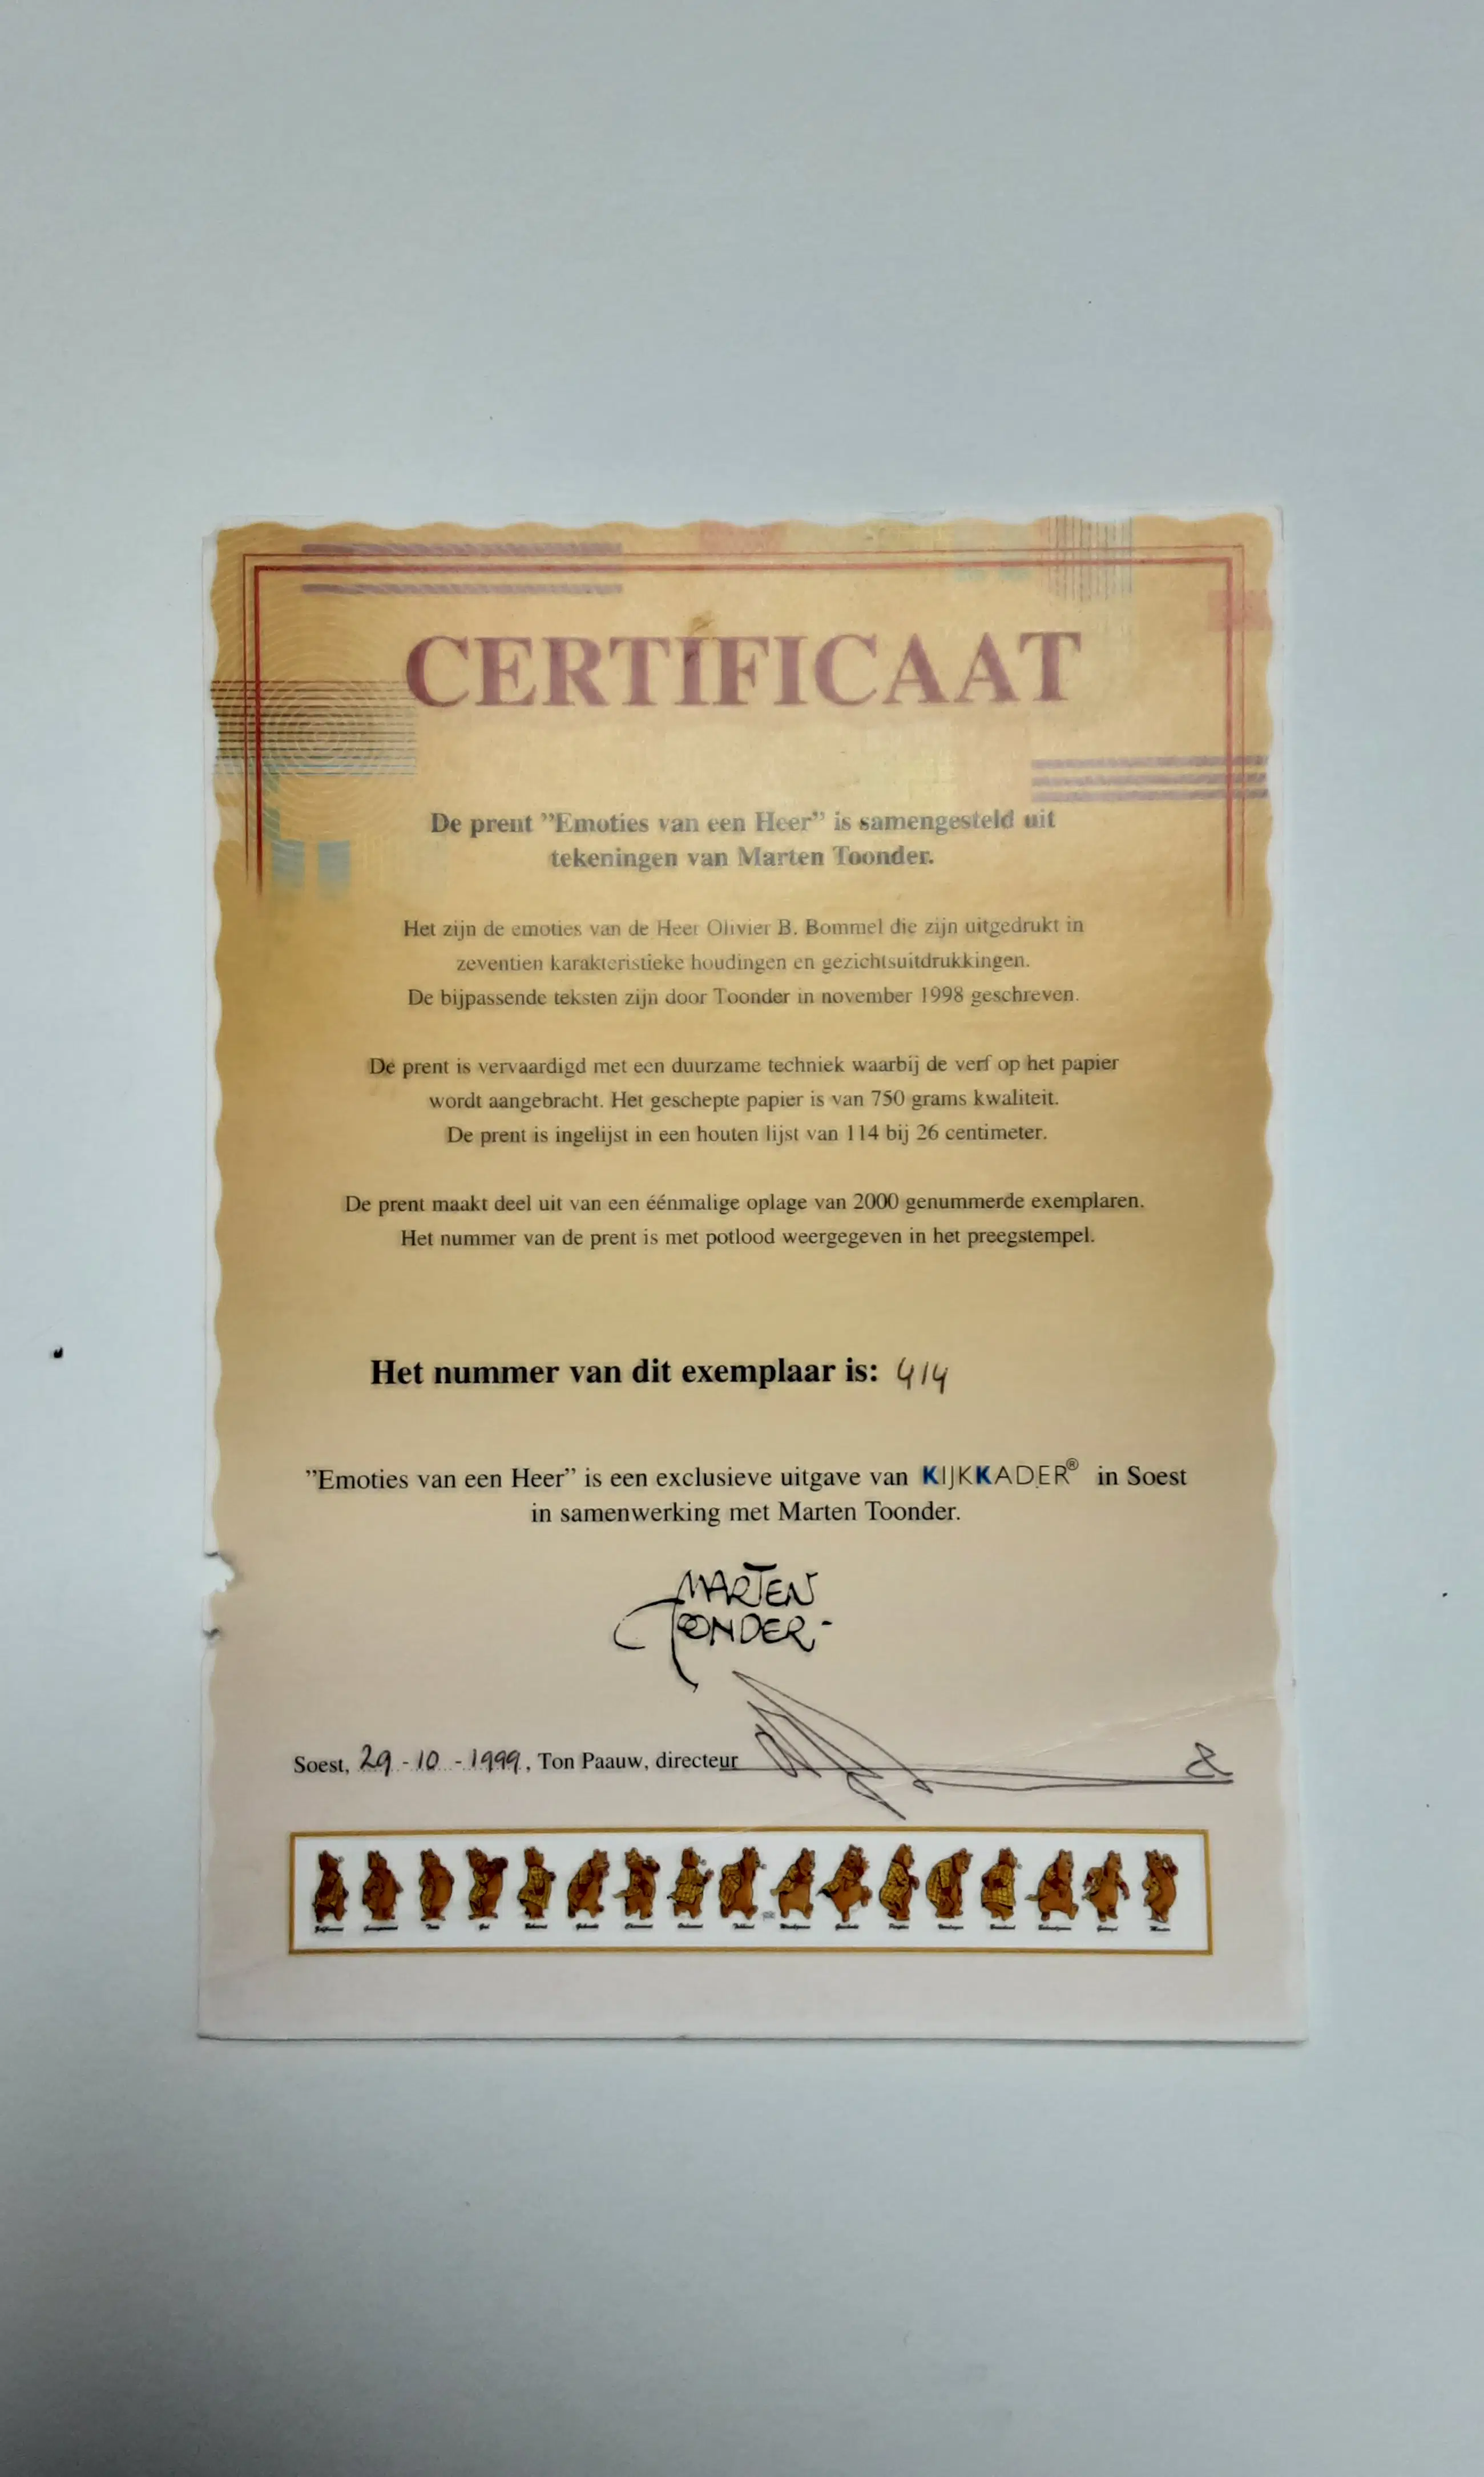 CERTIFICAAT
De prent ”Emoties van een Heer” is samengesteld uit
tekeningen van Marten Toonder.
Het zijn de emoties van de Heer Olivier B. Bommel die zijn uitgedrukt in
zeventien karakteristieke houdingen en gezichtsuitdrukkingen.
De bijpassende teksten zijn door Toonder in november 1998 geschreven.
De prent is vervaardigd met een duurzame techniek waarbij de verf op het papier
wordt aangebracht. Het geschepte papier is van 750 grams kwaliteit.
De prent is ingelijst in een houten lijst van 114 bij 26 centimeter.
De prent maakt deel uit van een éénmalige oplage van 2000 genummerde exemplaren.
Het nummer van de prent is met potlood weergegeven in het preegstempel.
Het nummer van dit exemplaar is: 414
”Emoties van een Heer” is een exclusieve uitgave van KIJKKADER® in Soest
in samenwerking met Marten Toonder.
MARTEN
TOONDER-
Soest, 29-10-1999, Ton Paauw, directeur